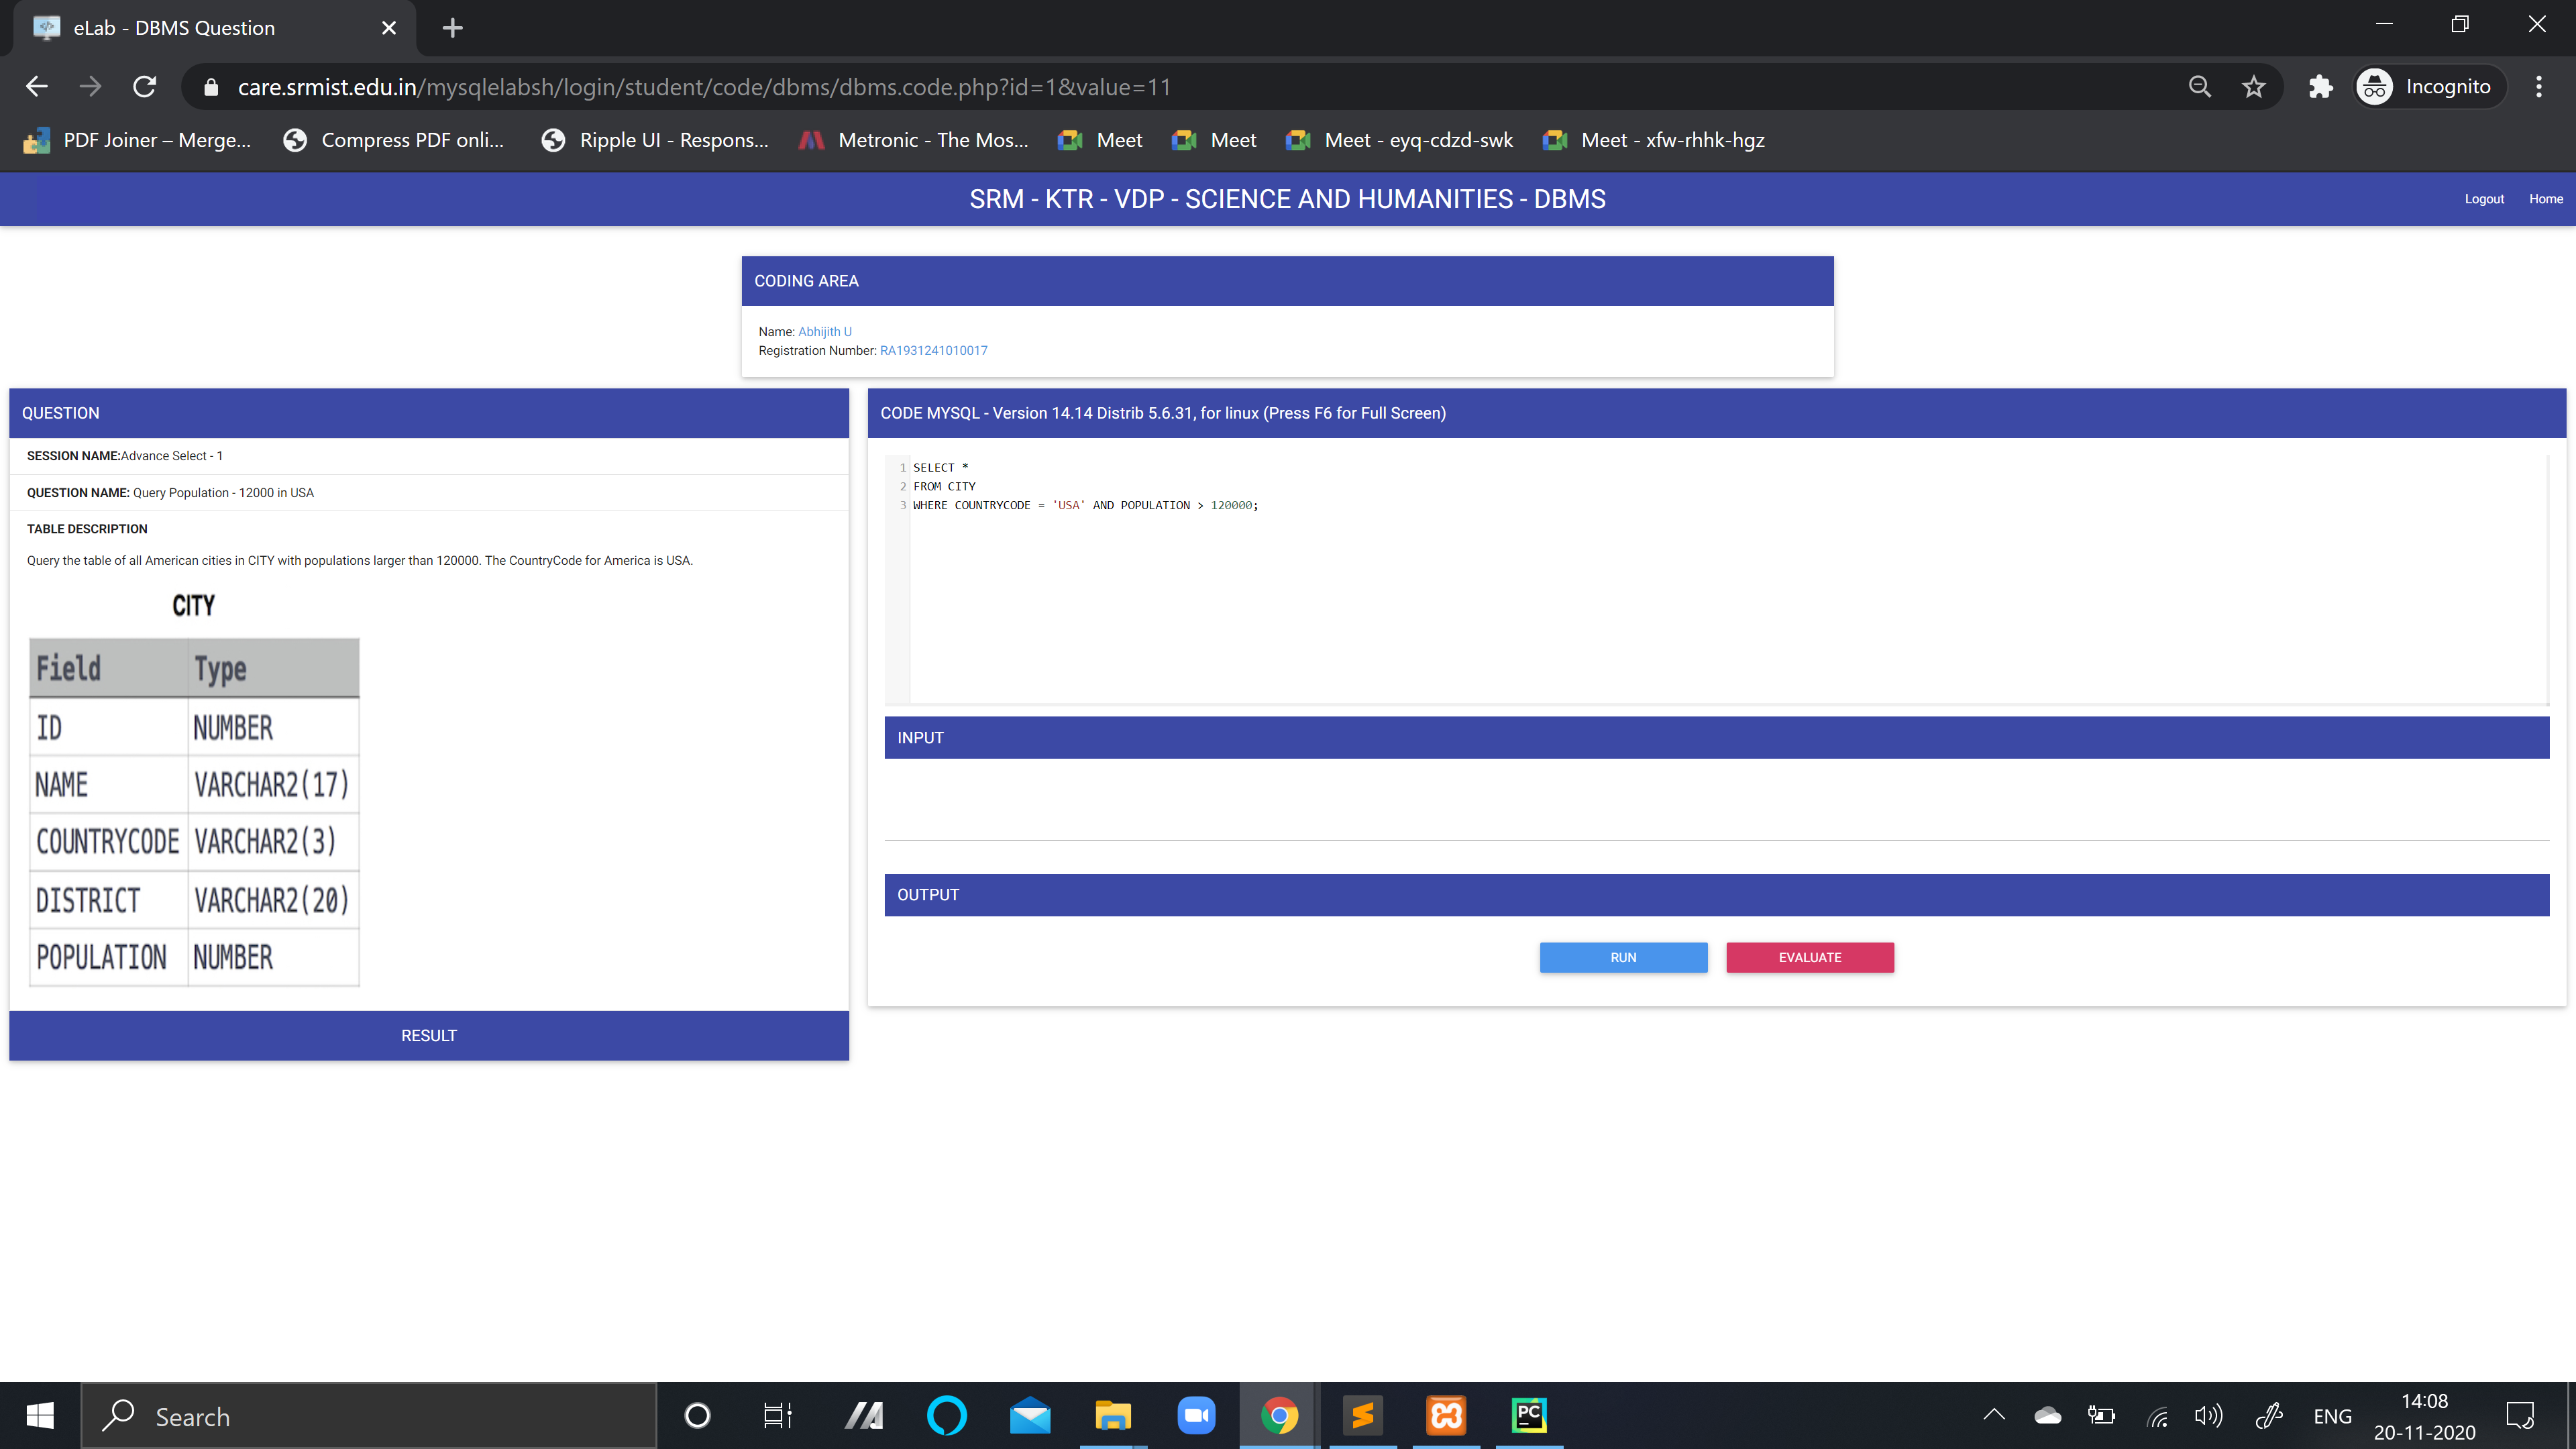 eLab - DBMS Question
care.srmist.edu.in/mysqlelabsh/login/student/code/dbms/dbms.code.php?id=1&value=11
Incognito
PDF Joiner – Merge...
Compress PDF onli...
Ripple UI - Respons...
Metronic - The Mos...
Meet
Meet
Meet - eyq-cdzd-swk
Meet - xfw-rhhk-hgz
SRM - KTR - VDP - SCIENCE AND HUMANITIES - DBMS
Logout
Home
CODING AREA
Name: Abhijith U
Registration Number: RA1931241010017
QUESTION
SESSION NAME:Advance Select - 1
QUESTION NAME: Query Population - 12000 in USA
TABLE DESCRIPTION
Query the table of all American cities in CITY with populations larger than 120000. The CountryCode for America is USA.
CITY
Field Type
ID NUMBER
NAME VARCHAR2(17)
COUNTRYCODE VARCHAR2(3)
DISTRICT VARCHAR2(20)
POPULATION NUMBER
RESULT
CODE MYSQL - Version 14.14 Distrib 5.6.31, for linux (Press F6 for Full Screen)
1 SELECT *
2 FROM CITY
3 WHERE COUNTRYCODE = 'USA' AND POPULATION > 120000;
INPUT
OUTPUT
RUN
EVALUATE
Search
PC
ENG
14:08
20-11-2020